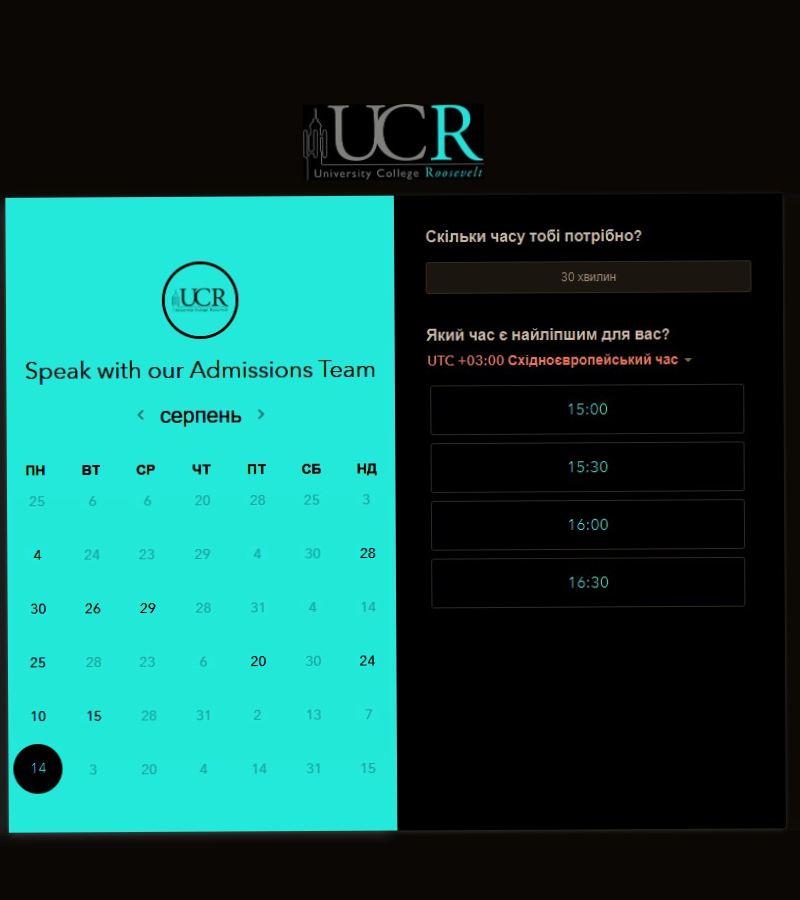 UCR
University College Roosevelt
UCR
Speak with our Admissions Team
серпень
ПН ВТ СР ЧТ ПТ СБ НД
25 6 6 20 28 25 3
4 24 23 29 4 30 28
30 26 29 28 31 4 14
25 28 23 6 20 30 24
10 15 28 31 2 13 7
14 3 20 4 14 31 15
Скільки часу тобі потрібно?
30 хвилин
Який час є найліпшим для вас?
UTC +03:00 Східноєвропейський час
15:00
15:30
16:00
16:30